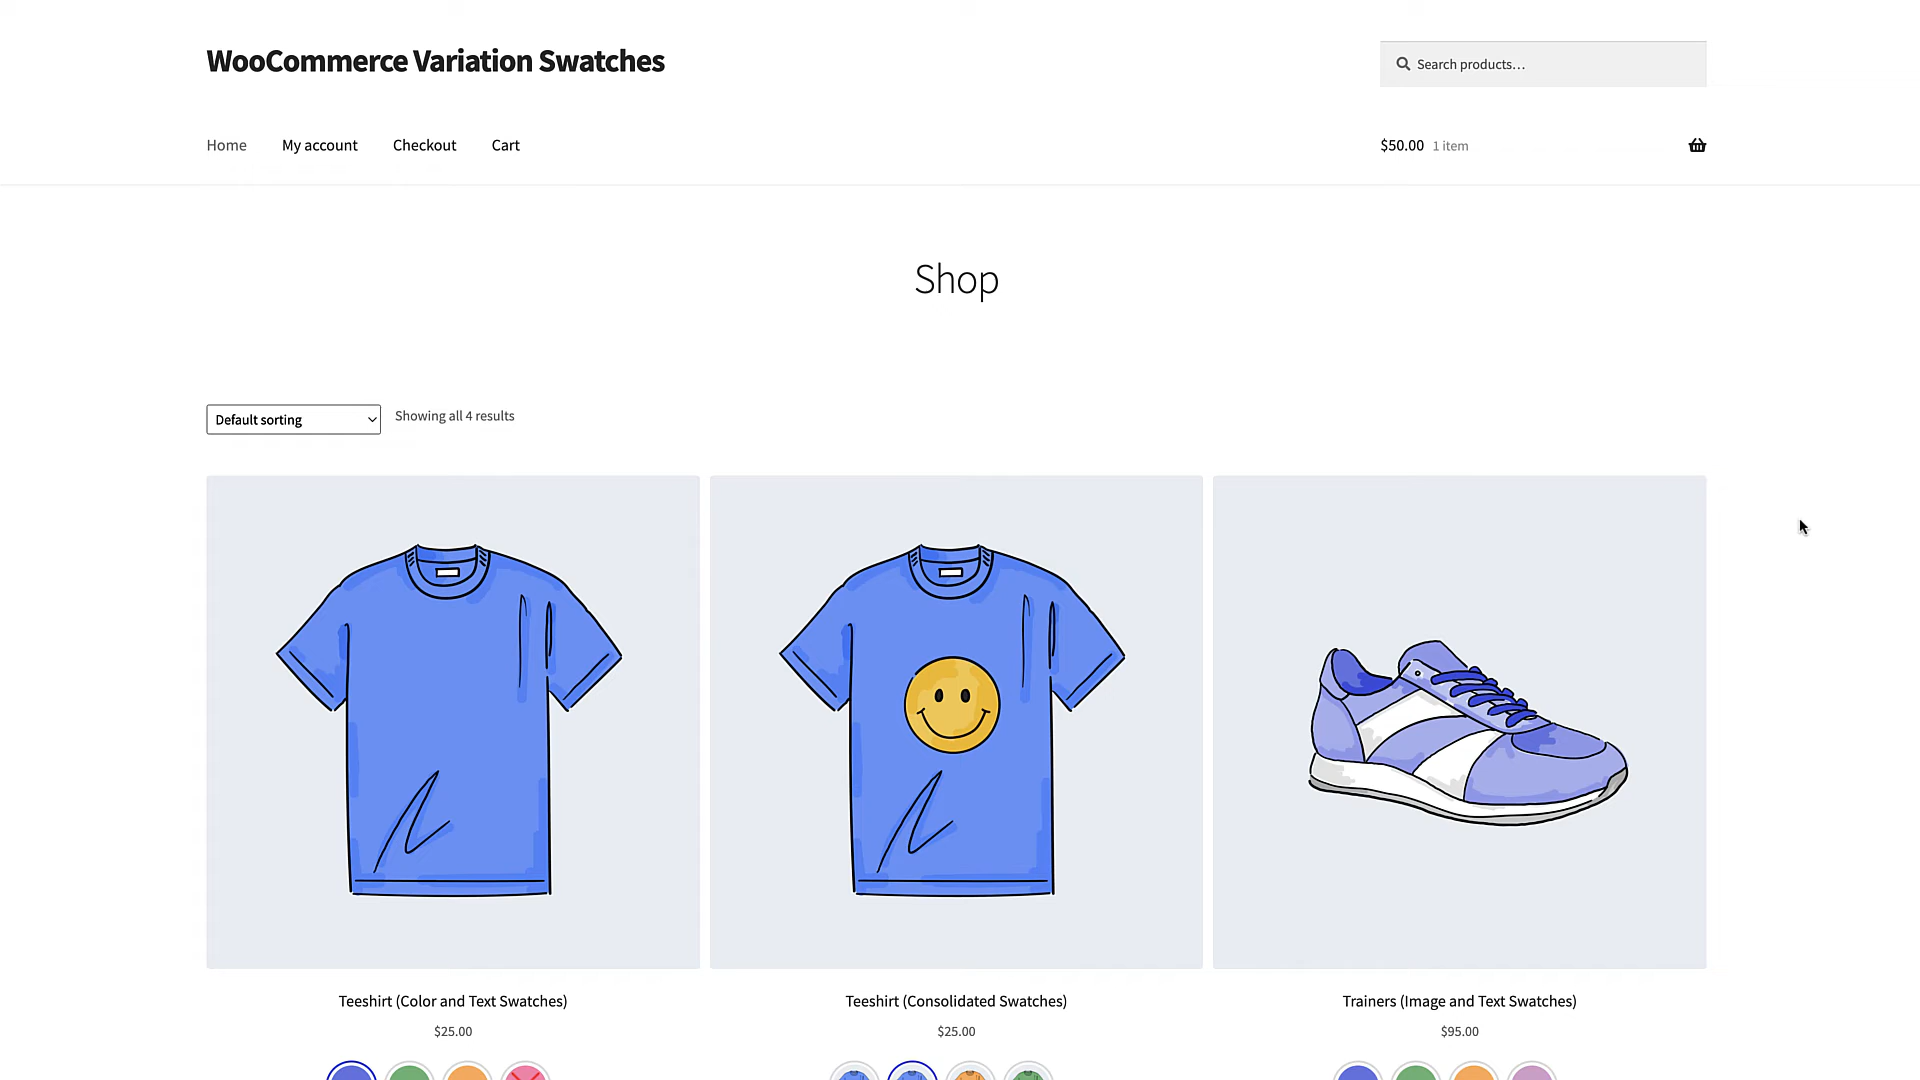 WooCommerce Variation Swatches
Search products…
Home My account Checkout Cart
$50.00 1 item
Shop
Default sorting
Showing all 4 results
Teeshirt (Color and Text Swatches)
$25.00
Teeshirt (Consolidated Swatches)
$25.00
Trainers (Image and Text Swatches)
$95.00